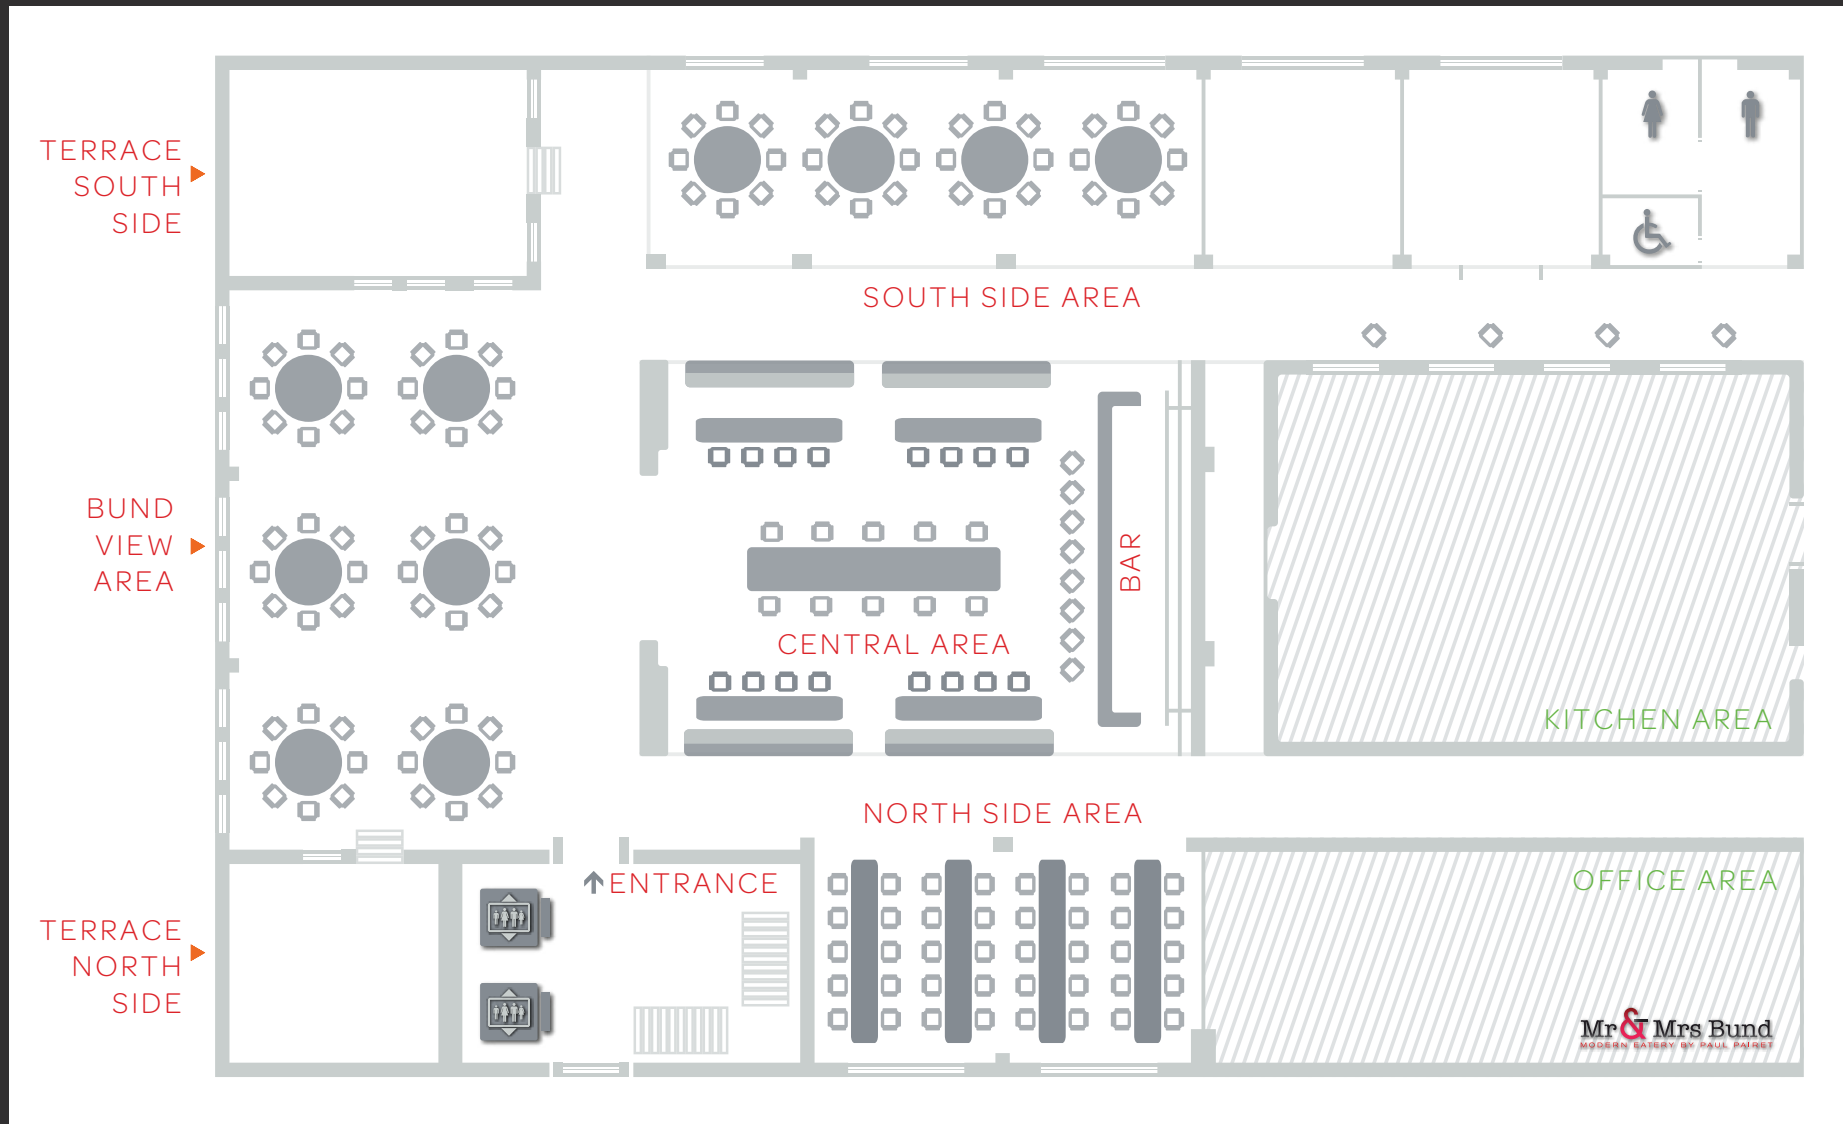 TERRACE
SOUTH
SIDE
SOUTH SIDE AREA
BUND
VIEW
AREA
BAR
CENTRAL AREA
KITCHEN AREA
NORTH SIDE AREA
ENTRANCE
OFFICE AREA
TERRACE
NORTH
SIDE
Mr & Mrs Bund
MODERN EATERY BY PAUL PAIRET